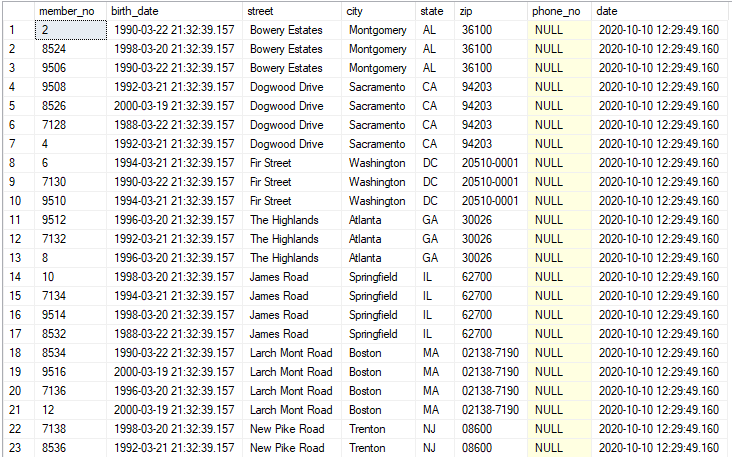 member_no birth_date street city state zip phone_no date
1 2 1990-03-22 21:32:39.157 Bowery Estates Montgomery AL 36100 NULL 2020-10-10 12:29:49.160
2 8524 1998-03-20 21:32:39.157 Bowery Estates Montgomery AL 36100 NULL 2020-10-10 12:29:49.160
3 9506 1990-03-22 21:32:39.157 Bowery Estates Montgomery AL 36100 NULL 2020-10-10 12:29:49.160
4 9508 1992-03-21 21:32:39.157 Dogwood Drive Sacramento CA 94203 NULL 2020-10-10 12:29:49.160
5 8526 2000-03-19 21:32:39.157 Dogwood Drive Sacramento CA 94203 NULL 2020-10-10 12:29:49.160
6 7128 1988-03-22 21:32:39.157 Dogwood Drive Sacramento CA 94203 NULL 2020-10-10 12:29:49.160
7 4 1992-03-21 21:32:39.157 Dogwood Drive Sacramento CA 94203 NULL 2020-10-10 12:29:49.160
8 6 1994-03-21 21:32:39.157 Fir Street Washington DC 20510-0001 NULL 2020-10-10 12:29:49.160
9 7130 1990-03-22 21:32:39.157 Fir Street Washington DC 20510-0001 NULL 2020-10-10 12:29:49.160
10 9510 1994-03-21 21:32:39.157 Fir Street Washington DC 20510-0001 NULL 2020-10-10 12:29:49.160
11 9512 1996-03-20 21:32:39.157 The Highlands Atlanta GA 30026 NULL 2020-10-10 12:29:49.160
12 7132 1992-03-21 21:32:39.157 The Highlands Atlanta GA 30026 NULL 2020-10-10 12:29:49.160
13 8 1996-03-20 21:32:39.157 The Highlands Atlanta GA 30026 NULL 2020-10-10 12:29:49.160
14 10 1998-03-20 21:32:39.157 James Road Springfield IL 62700 NULL 2020-10-10 12:29:49.160
15 7134 1994-03-21 21:32:39.157 James Road Springfield IL 62700 NULL 2020-10-10 12:29:49.160
16 9514 1998-03-20 21:32:39.157 James Road Springfield IL 62700 NULL 2020-10-10 12:29:49.160
17 8532 1988-03-22 21:32:39.157 James Road Springfield IL 62700 NULL 2020-10-10 12:29:49.160
18 8534 1990-03-22 21:32:39.157 Larch Mont Road Boston MA 02138-7190 NULL 2020-10-10 12:29:49.160
19 9516 2000-03-19 21:32:39.157 Larch Mont Road Boston MA 02138-7190 NULL 2020-10-10 12:29:49.160
20 7136 1996-03-20 21:32:39.157 Larch Mont Road Boston MA 02138-7190 NULL 2020-10-10 12:29:49.160
21 12 2000-03-19 21:32:39.157 Larch Mont Road Boston MA 02138-7190 NULL 2020-10-10 12:29:49.160
22 7138 1998-03-20 21:32:39.157 New Pike Road Trenton NJ 08600 NULL 2020-10-10 12:29:49.160
23 8536 1992-03-21 21:32:39.157 New Pike Road Trenton NJ 08600 NULL 2020-10-10 12:29:49.160